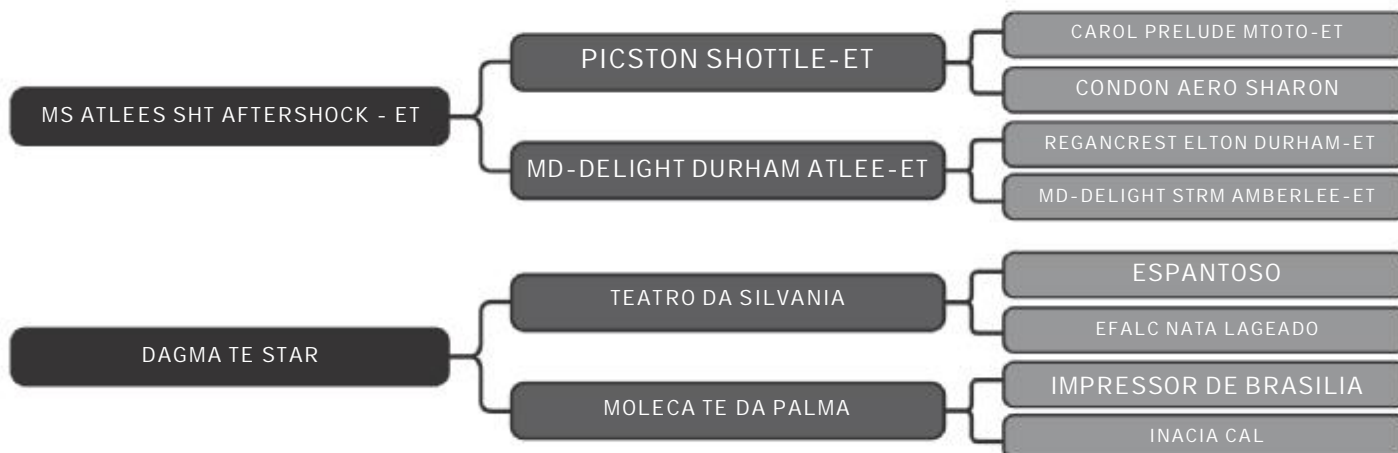 CAROL PRELUDE MTOTO-ET
PICSTON SHOTTLE-ET
CONDON AERO SHARON
MS ATLEES SHT AFTERSHOCK - ET
REGANCREST ELTON DURHAM-ET
MD-DELIGHT DURHAM ATLEE-ET
MD-DELIGHT STRM AMBERLEE-ET
ESPANTOSO
TEATRO DA SILVANIA
EFALC NATA LAGEADO
DAGMA TE STAR
IMPRESSOR DE BRASILIA
MOLECA TE DA PALMA
INACIA CAL